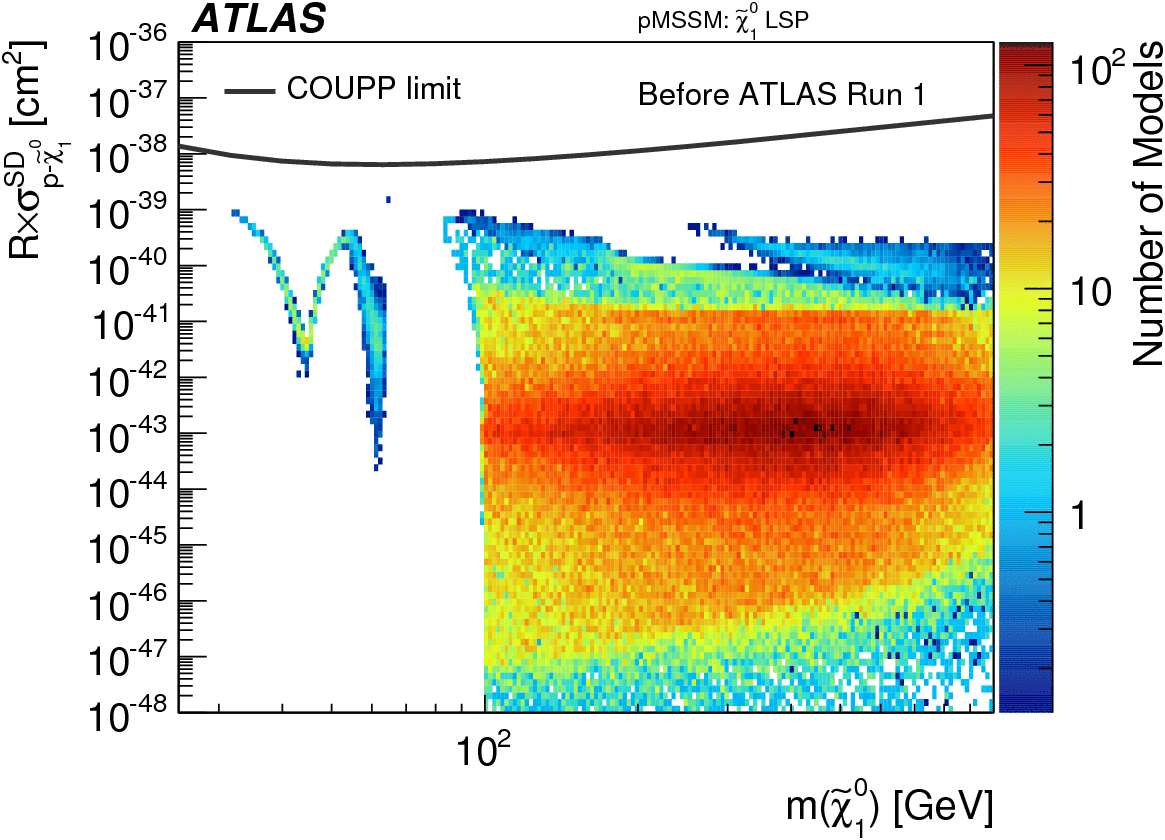 ATLAS
pMSSM: χ̃₁⁰ LSP
COUPP limit
Before ATLAS Run 1
R×σ^SD_p-χ̃₁⁰ [cm²]
10⁻³⁶
10⁻³⁷
10⁻³⁸
10⁻³⁹
10⁻⁴⁰
10⁻⁴¹
10⁻⁴²
10⁻⁴³
10⁻⁴⁴
10⁻⁴⁵
10⁻⁴⁶
10⁻⁴⁷
10⁻⁴⁸
10²
m(χ̃₁⁰) [GeV]
10²
10
1
Number of Models